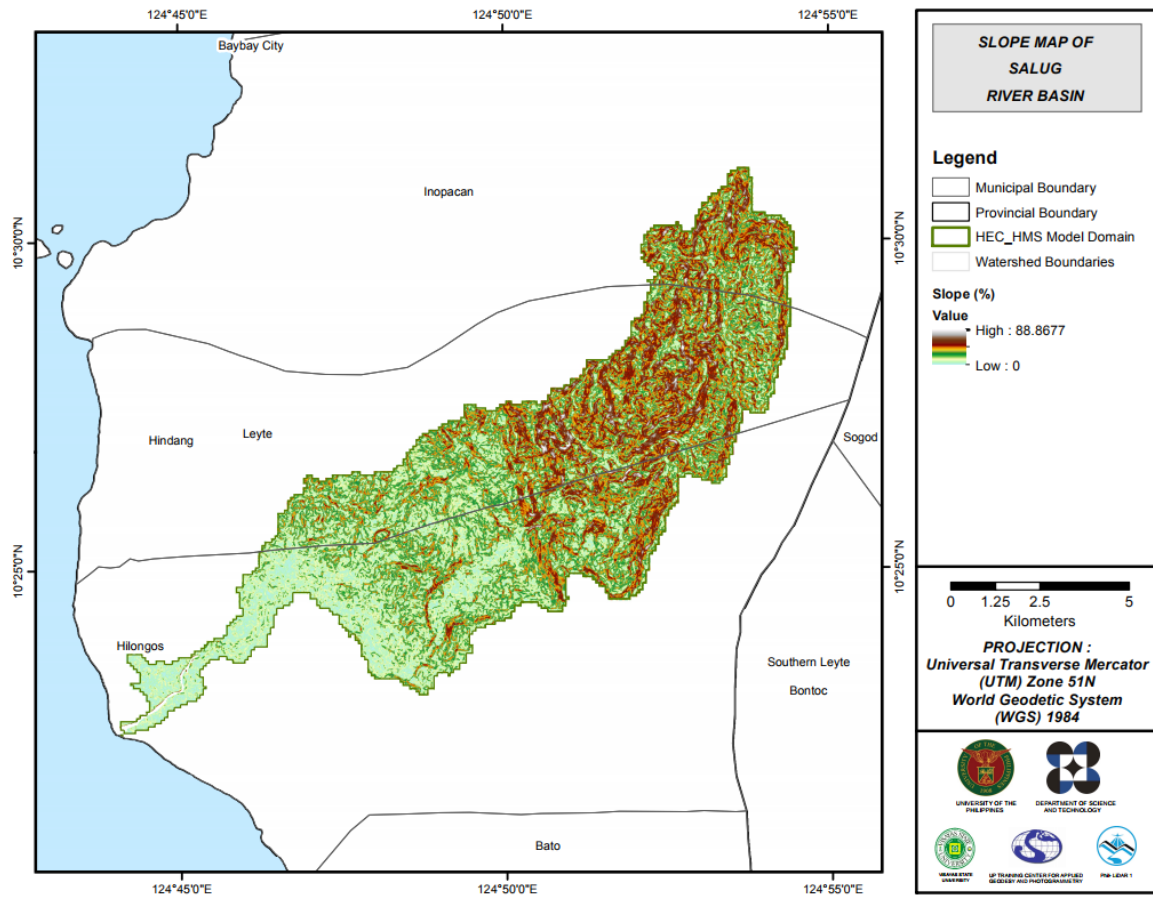 124°45'0"E
124°50'0"E
124°55'0"E
Baybay City
Inopacan
10°30'0"N
10°30'0"N
Hindang
Leyte
Sogod
10°25'0"N
10°25'0"N
Hilongos
Southern Leyte
Bontoc
Bato
124°45'0"E
124°50'0"E
124°55'0"E
SLOPE MAP OF
SALUG
RIVER BASIN
Legend
Municipal Boundary
Provincial Boundary
HEC_HMS Model Domain
Watershed Boundaries
Slope (%)
Value
High : 88.8677
Low : 0
0 1.25 2.5 5
Kilometers
PROJECTION :
Universal Transverse Mercator
(UTM) Zone 51N
World Geodetic System
(WGS) 1984
UNIVERSITY OF THE
PHILIPPINES
DEPARTMENT OF SCIENCE
AND TECHNOLOGY
VISAYAS STATE
UNIVERSITY
UP TRAINING CENTER FOR APPLIED
GEODESY AND PHOTOGRAMMETRY
Phil- LiDAR 1